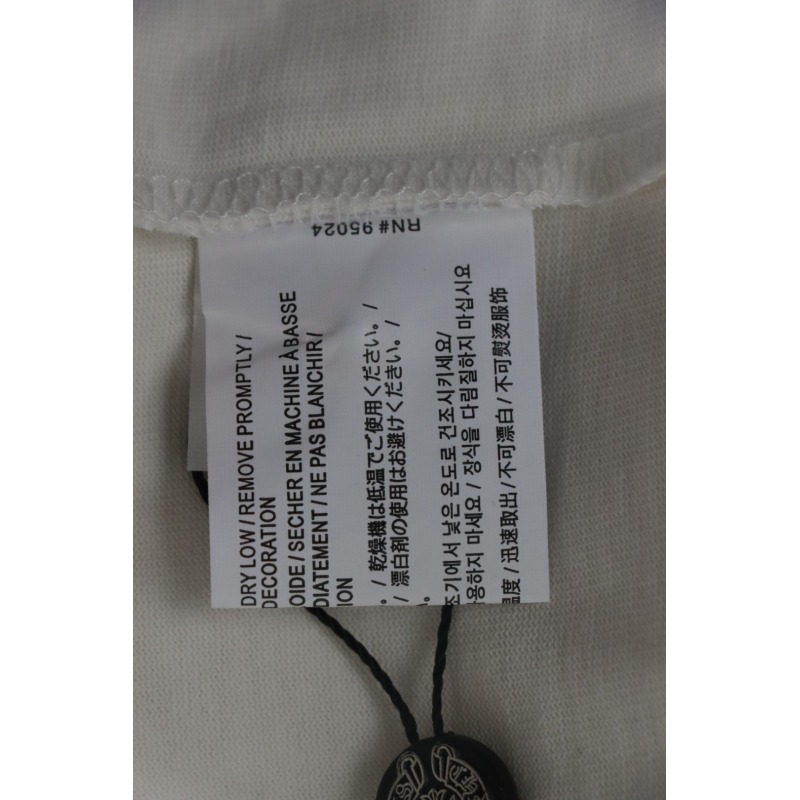 RN# 95024
DRY LOW / REMOVE PROMPTLY /
DECORATION
OIDE / SECHER EN MACHINE À BASSE
DIATEMENT / NE PAS BLANCHIR /
ION
。/ 乾燥機は低温でご使用ください。/
/ 漂白剤の使用はお避けください。/
조기에서 낮은 온도로 건조시키세요/
사용하지 마세요 / 장식을 다림질하지 마십시요
温度 / 迅速取出 / 不可漂白 / 不可熨烫服饰